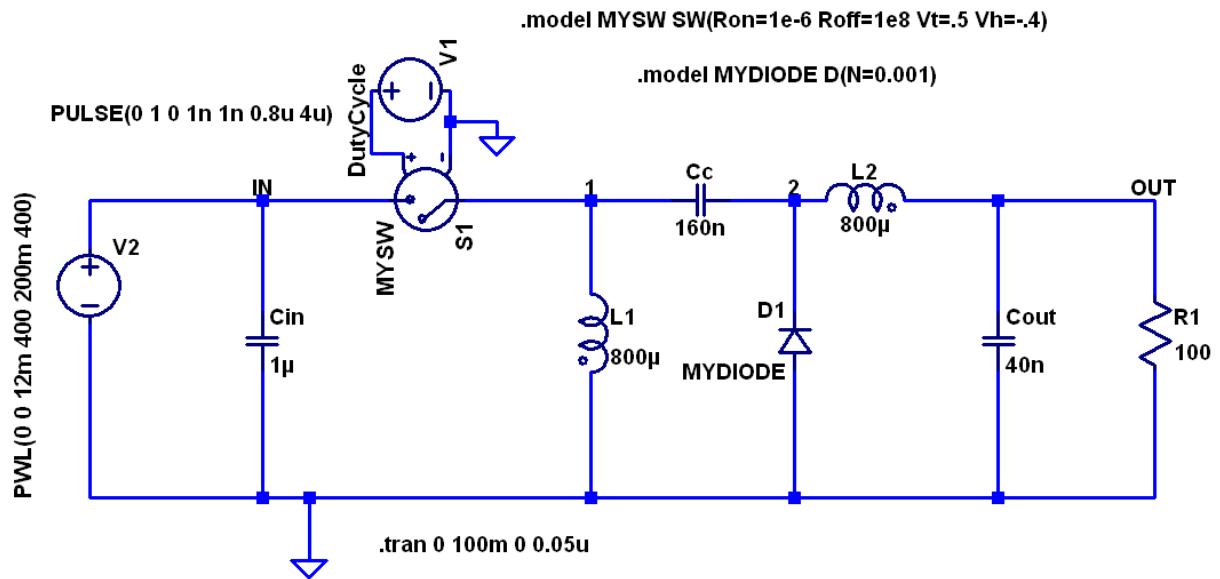 .model MYSW SW(Ron=1e-6 Roff=1e8 Vt=.5 Vh=-.4)
V1
.model MYDIODE D(N=0.001)
DutyCycle
PULSE(0 1 0 1n 1n 0.8u 4u)
IN
MYSW
S1
1
Cc
160n
2
L2
800µ
OUT
PWL(0 0 12m 400 200m 400)
V2
Cin
1µ
L1
800µ
D1
MYDIODE
Cout
40n
R1
100
.tran 0 100m 0 0.05u